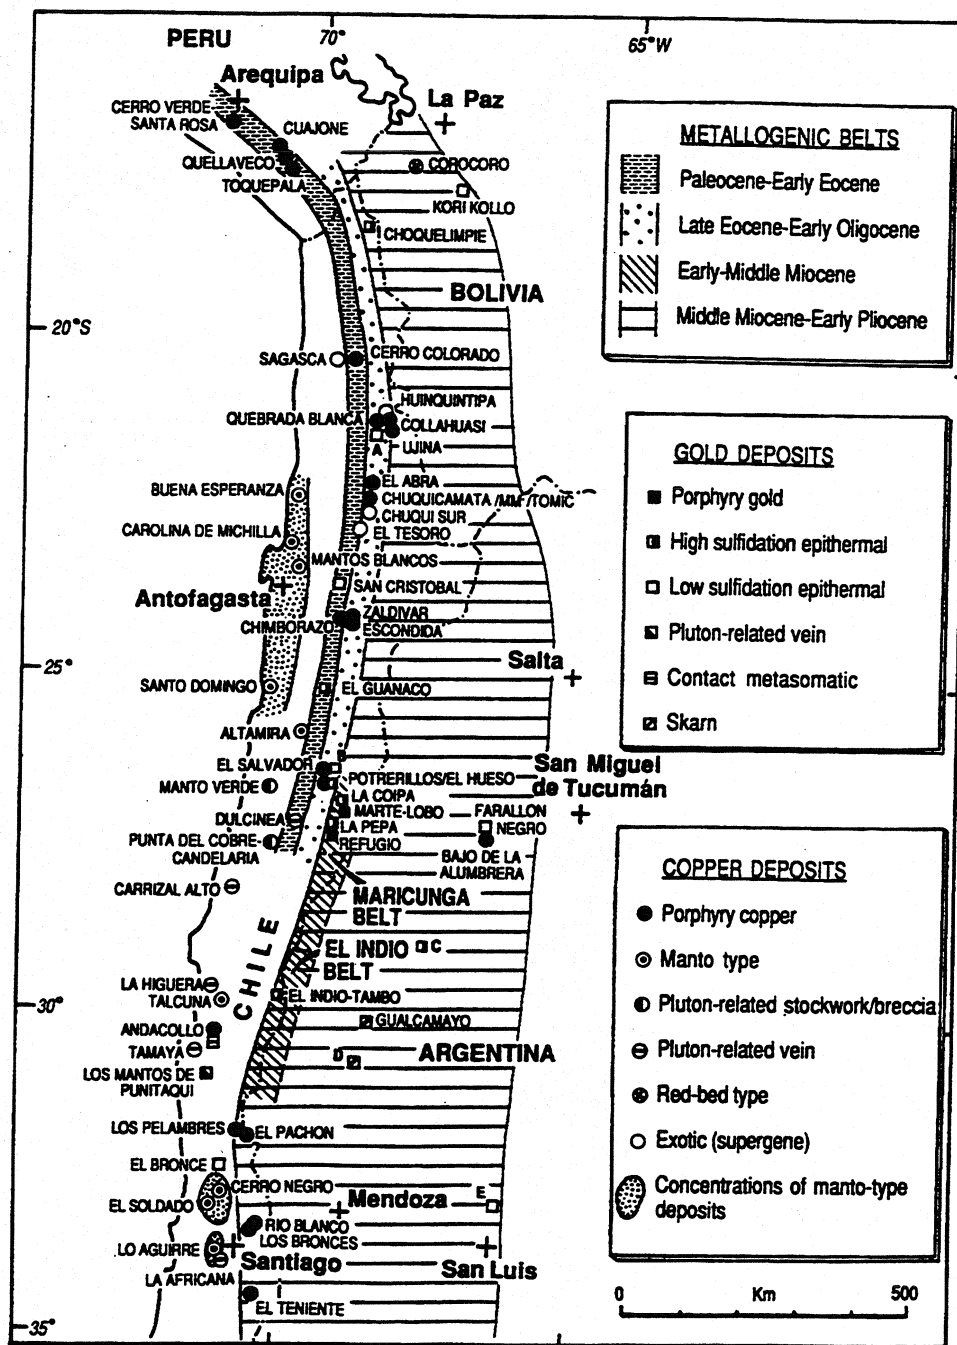 70°
65°W
PERU
Arequipa
La Paz
CERRO VERDE
SANTA ROSA
CUAJONE
QUELLAVECO
TOQUEPALA
COROCORO
KORI KOLLO
CHOQUELIMPIE
BOLIVIA
20°S
SAGASCA
CERRO COLORADO
HUINQUINTIPA
QUEBRADA BLANCA
COLLAHUASI
UJINA
A
EL ABRA
BUENA ESPERANZA
CHUQUICAMATA/MM/TOMIC
CHUQUI SUR
CAROLINA DE MICHILLA
EL TESORO
MANTOS BLANCOS
SAN CRISTOBAL
Antofagasta
ZALDIVAR
CHIMBORAZO
ESCONDIDA
25°
Salta
SANTO DOMINGO
EL GUANACO
ALTAMIRA
EL SALVADOR
San Miguel
de Tucumán
POTRERILLOS/EL HUESO
MANTO VERDE
LA COIPA
MARTE-LOBO
FARALLON
NEGRO
DULCINEA
LA PEPA
REFUGIO
PUNTA DEL COBRE-
CANDELARIA
BAJO DE LA
ALUMBRERA
CARRIZAL ALTO
MARICUNGA
BELT
CHILE
EL INDIO
BELT
C
LA HIGUERA
TALCUNA
EL INDIO-TAMBO
30°
ANDACOLLO
GUALCAMAYO
TAMAYA
D
ARGENTINA
LOS MANTOS DE
PUNITAQUI
LOS PELAMBRES
EL PACHON
EL BRONCE
CERRO NEGRO
EL SOLDADO
Mendoza
E
RIO BLANCO
LOS BRONCES
LO AGUIRRE
Santiago
San Luis
LA AFRICANA
EL TENIENTE
35°
METALLOGENIC BELTS
Paleocene-Early Eocene
Late Eocene-Early Oligocene
Early-Middle Miocene
Middle Miocene-Early Pliocene
GOLD DEPOSITS
Porphyry gold
High sulfidation epithermal
Low sulfidation epithermal
Pluton-related vein
Contact metasomatic
Skarn
COPPER DEPOSITS
Porphyry copper
Manto type
Pluton-related stockwork/breccia
Pluton-related vein
Red-bed type
Exotic (supergene)
Concentrations of manto-type
deposits
0 Km 500